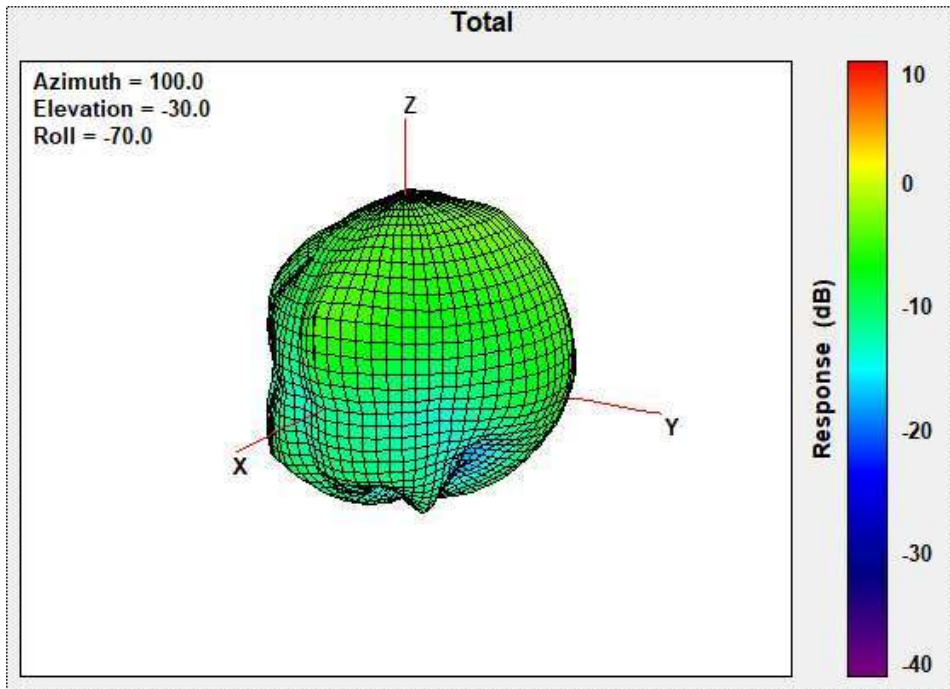 Total
Azimuth = 100.0
Elevation = -30.0
Roll = -70.0
Z
Y
X
Response (dB)
10
0
-10
-20
-30
-40